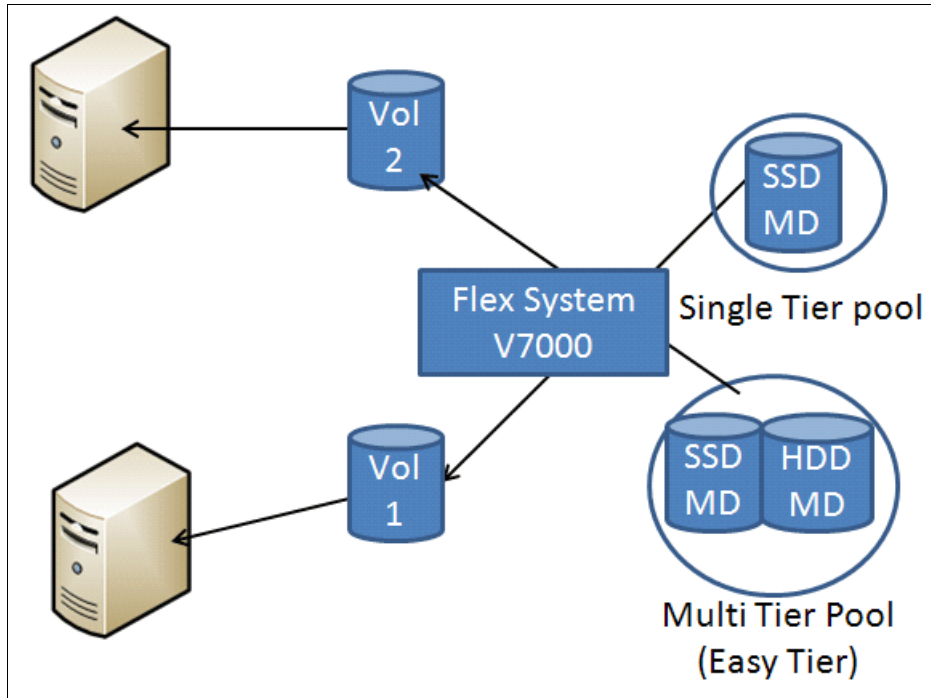 Vol
2
SSD
MD
Single Tier pool
Flex System
V7000
Vol
1
SSD
MD
HDD
MD
Multi Tier Pool
(Easy Tier)